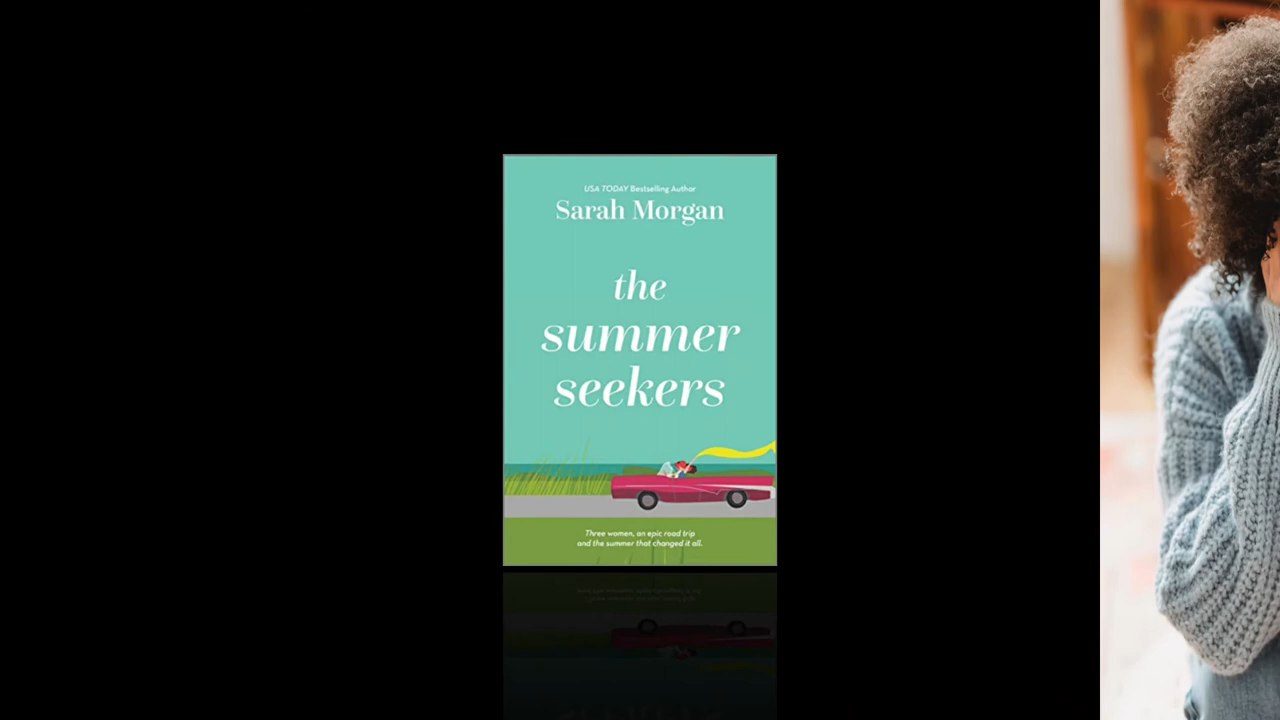 USA TODAY Bestselling Author
Sarah Morgan
the
summer
seekers
Three women, an epic road trip
and the summer that changed it all.